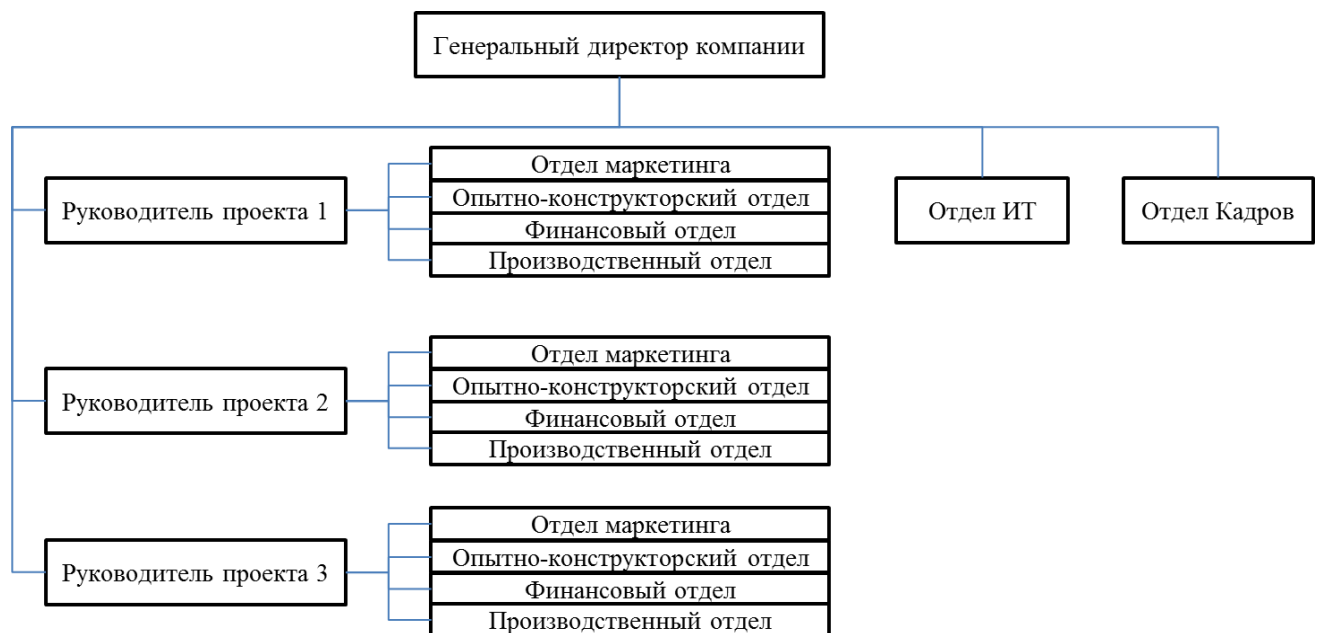 Генеральный директор компании
Руководитель проекта 1
Отдел маркетинга
Опытно-конструкторский отдел
Финансовый отдел
Производственный отдел
Отдел ИТ
Отдел Кадров
Руководитель проекта 2
Отдел маркетинга
Опытно-конструкторский отдел
Финансовый отдел
Производственный отдел
Руководитель проекта 3
Отдел маркетинга
Опытно-конструкторский отдел
Финансовый отдел
Производственный отдел